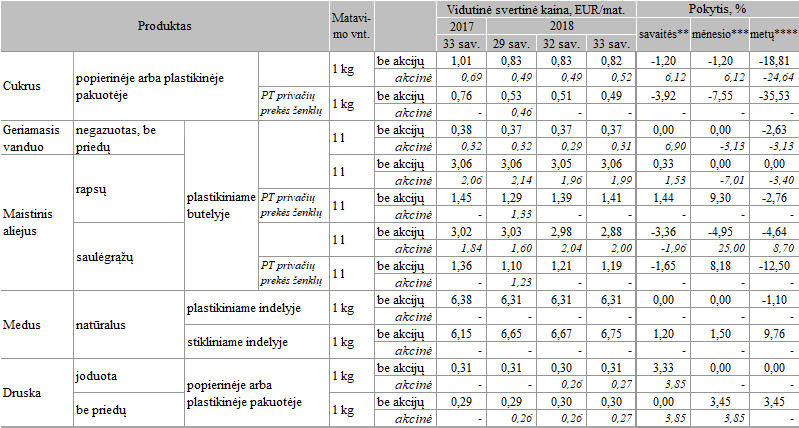 Produktas Matavi- Vidutinė svertinė kaina, EUR/mat. Pokytis, %
mo vnt. 2017 2018 savaitės** mėnesio*** metų****
33 sav. 29 sav. 32 sav. 33 sav.
Cukrus popierinėje arba plastikinėje pakuotėje 1 kg be akcijų 1,01 0,83 0,83 0,82 -1,20 -1,20 -18,81
akcinė 0,69 0,49 0,49 0,52 6,12 6,12 -24,64
PT privačių prekės ženklų 1 kg be akcijų 0,76 0,53 0,51 0,49 -3,92 -7,55 -35,53
akcinė - 0,46 - - - - -
Geriamasis vanduo negazuotas, be priedų plastikiniame butelyje 1 l be akcijų 0,38 0,37 0,37 0,37 0,00 0,00 -2,63
akcinė 0,32 0,32 0,29 0,31 6,90 -3,13 -3,13
Maistinis aliejus rapsų 1 l be akcijų 3,06 3,06 3,05 3,06 0,33 0,00 0,00
akcinė 2,06 2,14 1,96 1,99 1,53 -7,01 -3,40
PT privačių prekės ženklų 1 l be akcijų 1,45 1,29 1,39 1,41 1,44 9,30 -2,76
akcinė - 1,33 - - - - -
saulėgrąžų 1 l be akcijų 3,02 3,03 2,98 2,88 -3,36 -4,95 -4,64
akcinė 1,84 1,60 2,04 2,00 -1,96 25,00 8,70
PT privačių prekės ženklų 1 l be akcijų 1,36 1,10 1,21 1,19 -1,65 8,18 -12,50
akcinė - 1,23 - - - - -
Medus natūralus plastikiniame indelyje 1 kg be akcijų 6,38 6,31 6,31 6,31 0,00 0,00 -1,10
akcinė - - - - - - -
stikliniame indelyje 1 kg be akcijų 6,15 6,65 6,67 6,75 1,20 1,50 9,76
akcinė - - - - - - -
Druska joduota popierinėje arba plastikinėje pakuotėje 1 kg be akcijų 0,31 0,31 0,30 0,31 3,33 0,00 0,00
akcinė - - 0,26 0,27 3,85 - -
be priedų 1 kg be akcijų 0,29 0,29 0,30 0,30 0,00 3,45 3,45
akcinė - 0,26 0,26 0,27 3,85 3,85 -